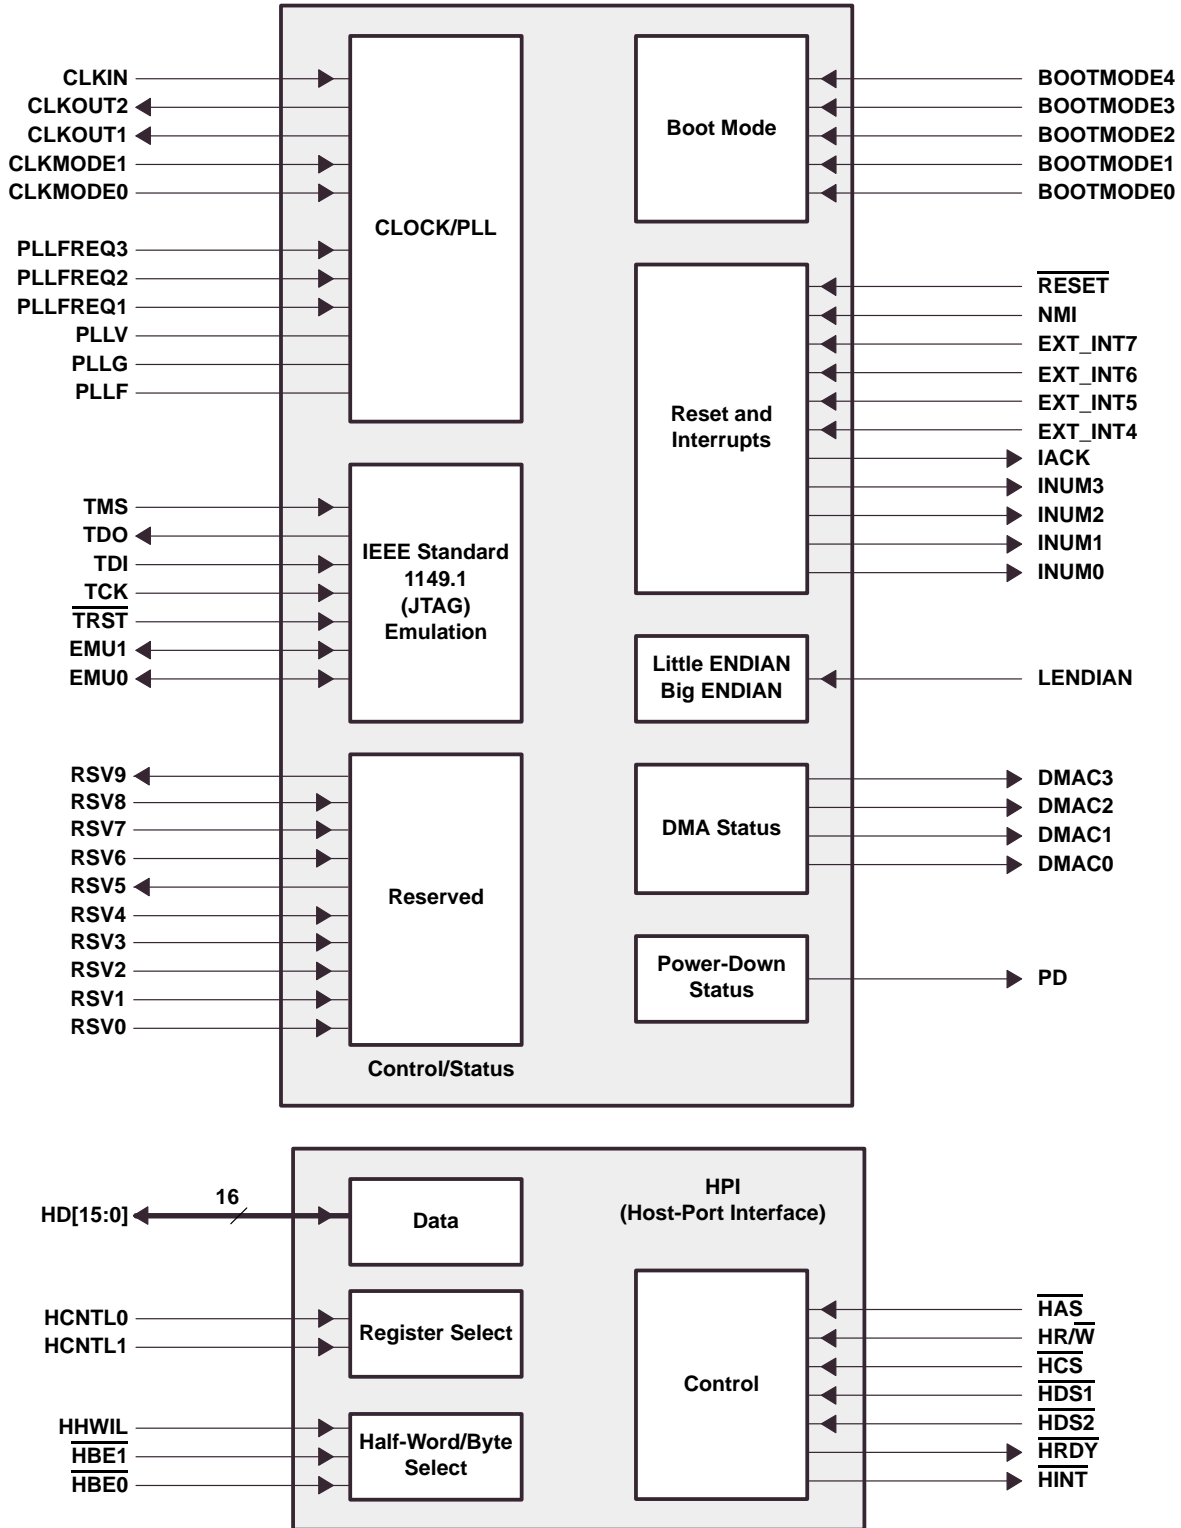 CLKIN
CLKOUT2
CLKOUT1
CLKMODE1
CLKMODE0
PLLFREQ3
PLLFREQ2
PLLFREQ1
PLLV
PLLG
PLLF
CLOCK/PLL
Boot Mode
BOOTMODE4
BOOTMODE3
BOOTMODE2
BOOTMODE1
BOOTMODE0
Reset and
Interrupts
RESET
NMI
EXT_INT7
EXT_INT6
EXT_INT5
EXT_INT4
IACK
INUM3
INUM2
INUM1
INUM0
TMS
TDO
TDI
TCK
TRST
EMU1
EMU0
IEEE Standard
1149.1
(JTAG)
Emulation
Little ENDIAN
Big ENDIAN
LENDIAN
RSV9
RSV8
RSV7
RSV6
RSV5
RSV4
RSV3
RSV2
RSV1
RSV0
Reserved
DMA Status
DMAC3
DMAC2
DMAC1
DMAC0
Power-Down
Status
PD
Control/Status
HD[15:0]
16
Data
HPI
(Host-Port Interface)
HCNTL0
HCNTL1
Register Select
HHWIL
HBE1
HBE0
Half-Word/Byte
Select
Control
HAS
HR/W
HCS
HDS1
HDS2
HRDY
HINT